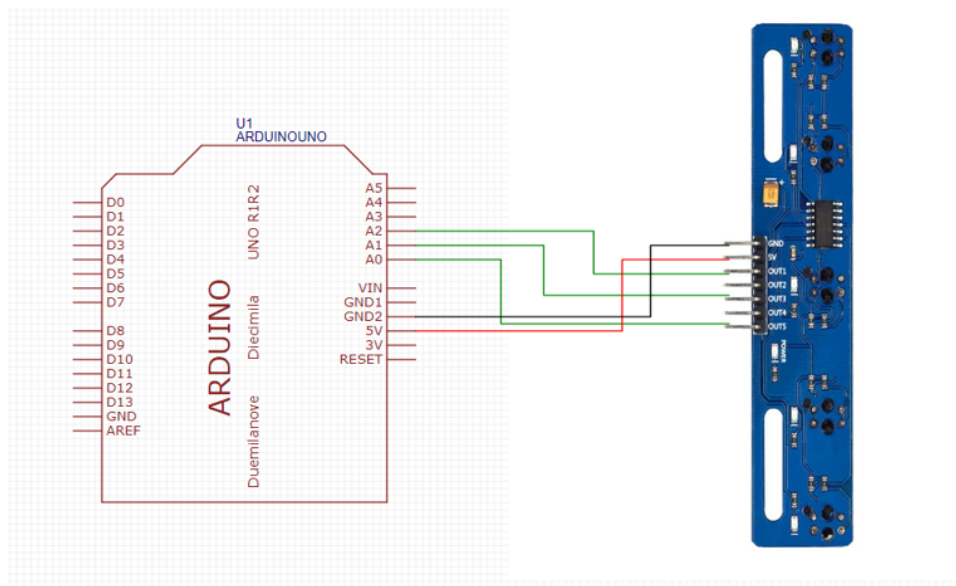 U1
ARDUINOUNO
D0
D1
D2
D3
D4
D5
D6
D7
D8
D9
D10
D11
D12
D13
GND
AREF
ARDUINO
UNO R1R2
Diecimila
Duemilanove
A5
A4
A3
A2
A1
A0
VIN
GND1
GND2
5V
3V
RESET
GND
5V
OUT1
OUT2
OUT3
OUT4
OUT5
POWER